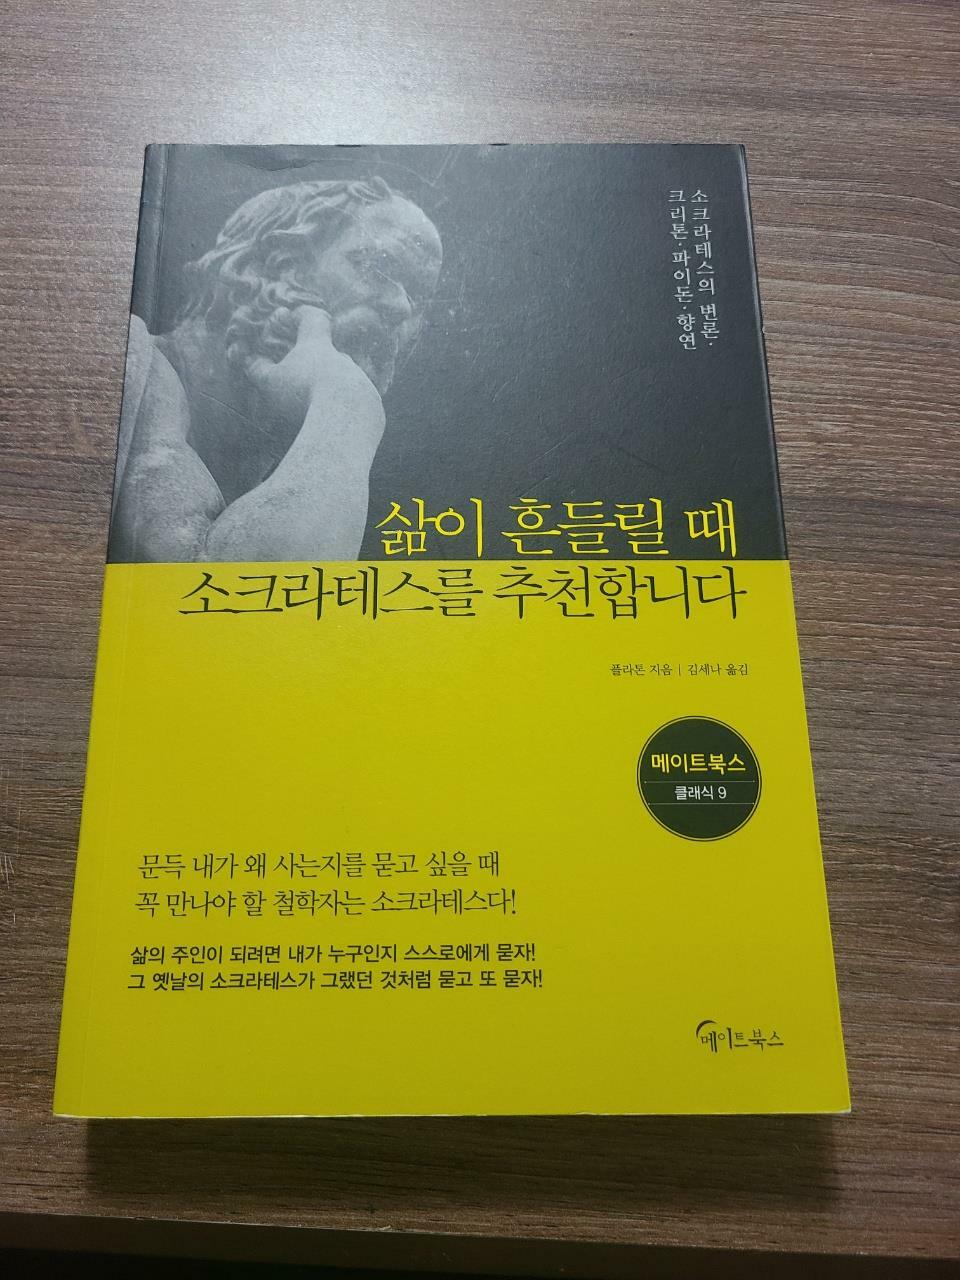 소크라테스의 변론·
크리톤·파이돈·향연
삶이 흔들릴 때
소크라테스를 추천합니다
플라톤 지음 | 김세나 옮김
메이트북스
클래식 9
문득 내가 왜 사는지를 묻고 싶을 때
꼭 만나야 할 철학자는 소크라테스다!
삶의 주인이 되려면 내가 누구인지 스스로에게 묻자!
그 옛날의 소크라테스가 그랬던 것처럼 묻고 또 묻자!
메이트북스